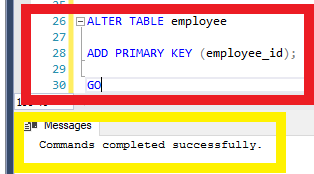 26
ALTER TABLE employee
27
28
ADD PRIMARY KEY (employee_id);
29
30
GO
Messages
Commands completed successfully.